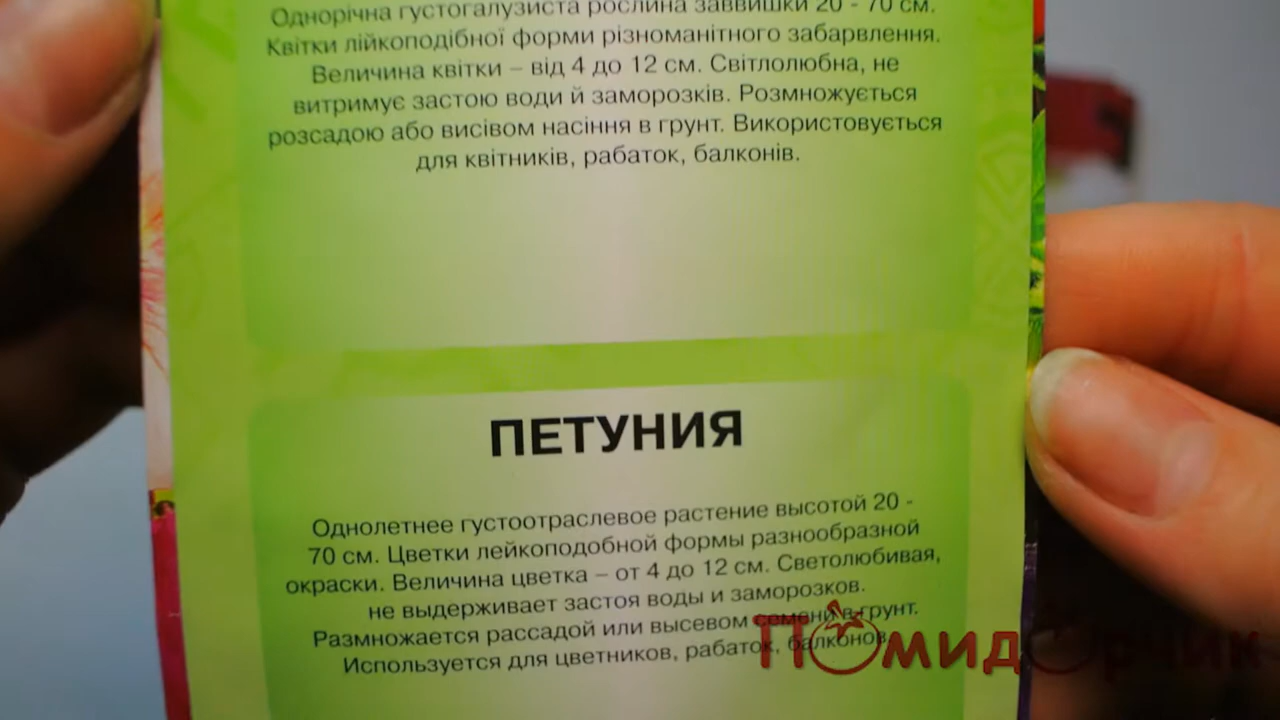 Однорічна густогалузиста рослина заввишки 20 - 70 см.
Квітки лійкоподібної форми різноманітного забарвлення.
Величина квітки – від 4 до 12 см. Світлолюбна, не
витримує застою води й заморозків. Розмножується
розсадою або висівом насіння в грунт. Використовується
для квітників, рабаток, балконів.
ПЕТУНИЯ
Однолетнее густоотраслевое растение высотой 20 -
70 см. Цветки лейкоподобной формы разнообразной
окраски. Величина цветка – от 4 до 12 см. Светолюбивая,
не выдерживает застоя воды и заморозков.
Размножается рассадой или высевом семени в грунт.
Используется для цветников, рабаток, балконов.
Помидорчик